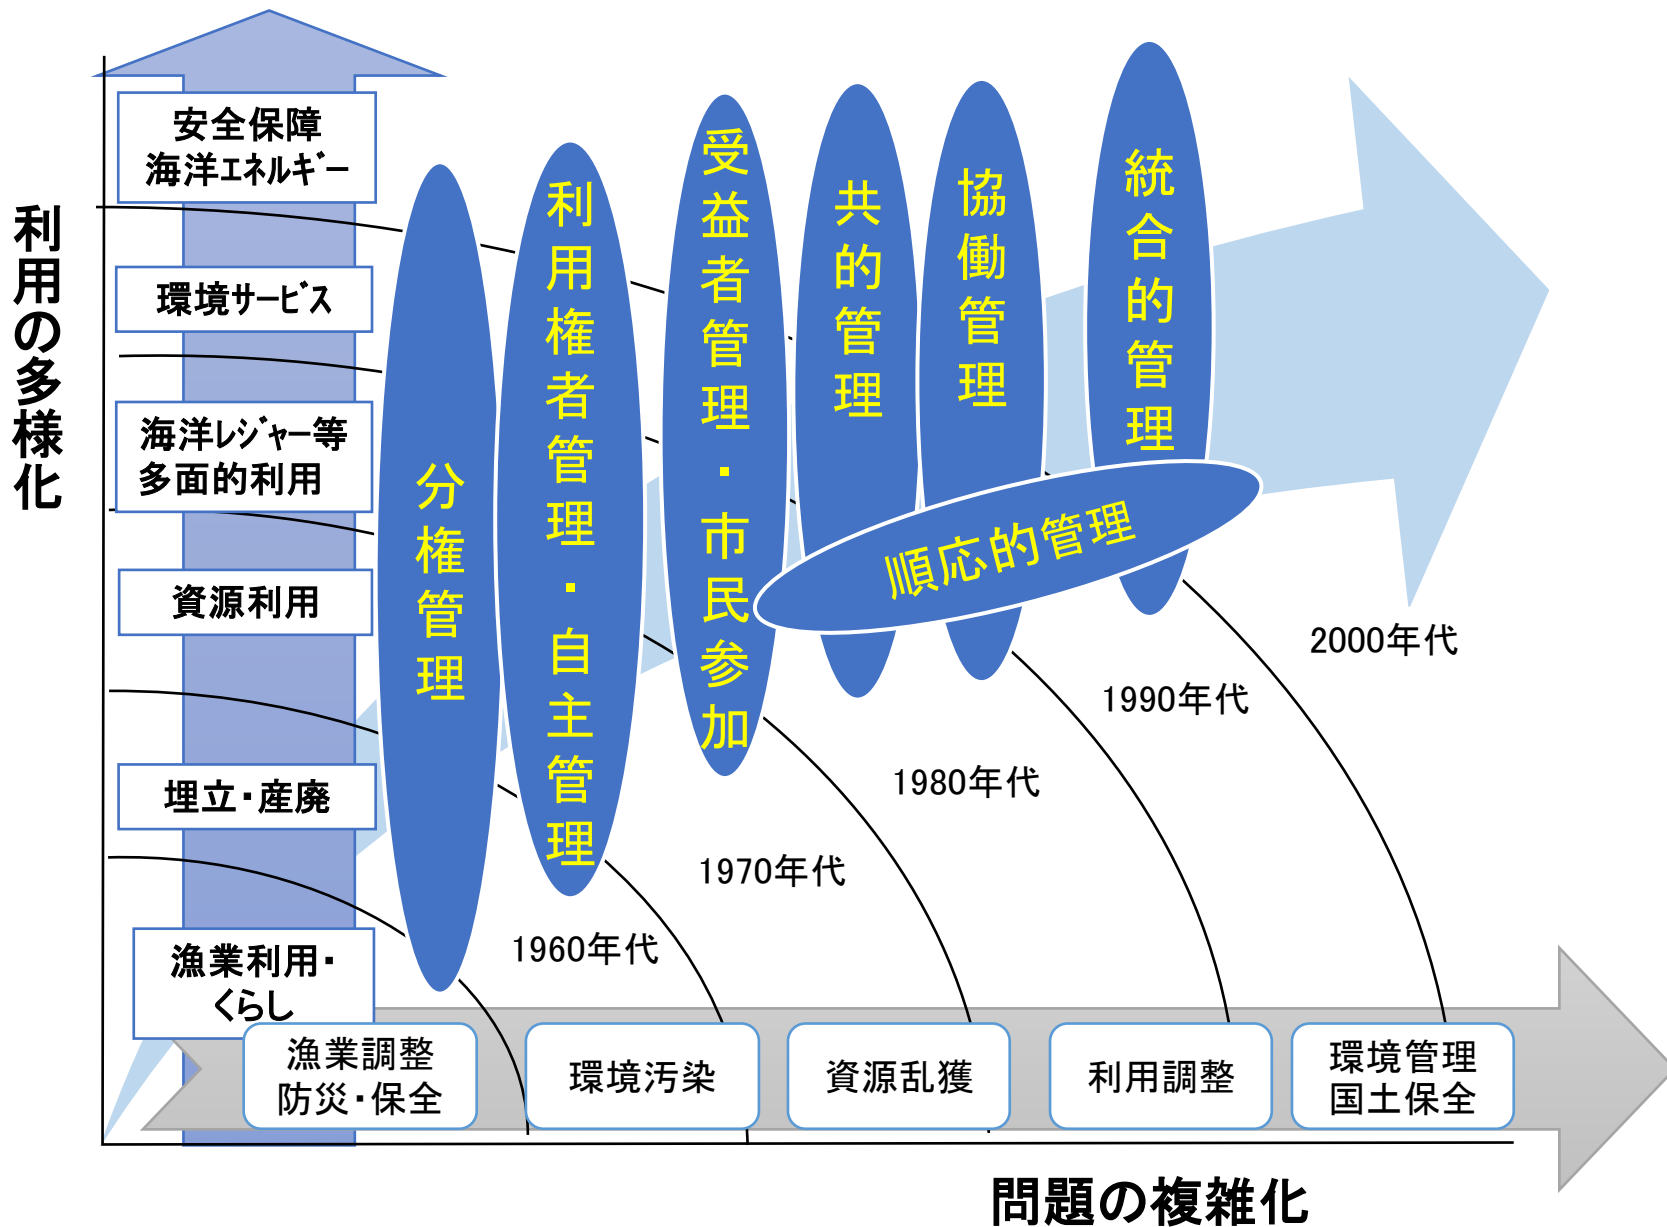 利用の多様化
安全保障
海洋エネルギー
環境サービス
海洋レジャー等
多面的利用
資源利用
埋立・産廃
漁業利用・
くらし
分権管理
利用権者管理・自主管理
受益者管理・市民参加
共的管理
協働管理
統合的管理
順応的管理
1960年代
1970年代
1980年代
1990年代
2000年代
漁業調整
防災・保全
環境汚染
資源乱獲
利用調整
環境管理
国土保全
問題の複雑化